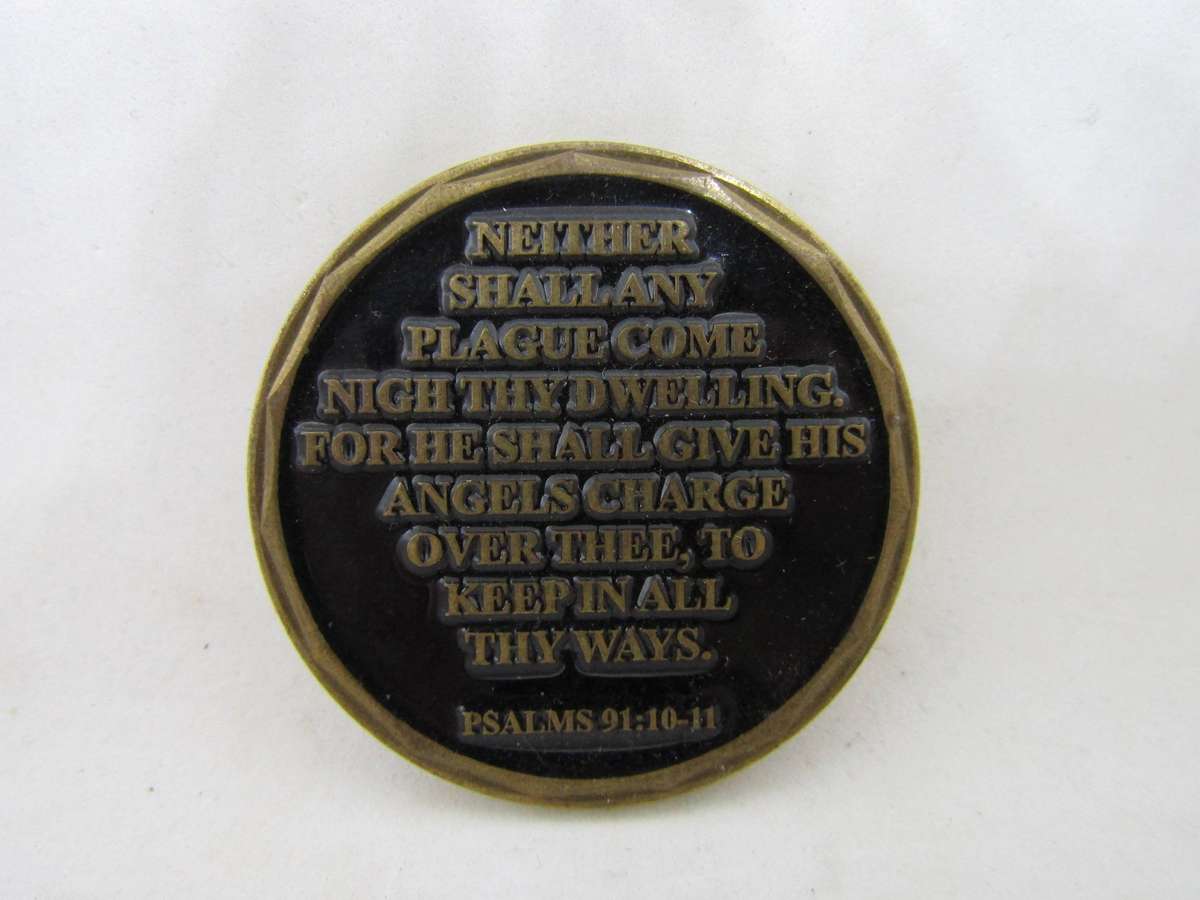 NEITHER
SHALL ANY
PLAGUE COME
NIGH THY DWELLING.
FOR HE SHALL GIVE HIS
ANGELS CHARGE
OVER THEE, TO
KEEP IN ALL
THY WAYS.
PSALMS 91:10-11